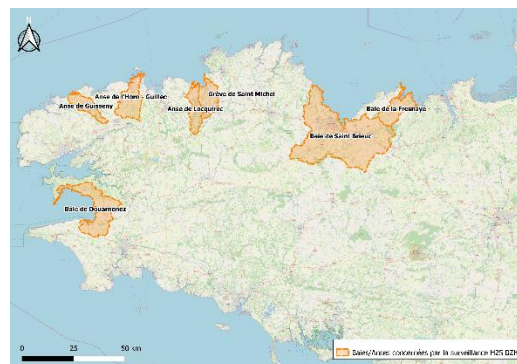 N
Anse de l'Horn - Guillec
Anse de Guisseny
Grève de Saint Michel
Anse de Locquirec
Baie de la Fresnaye
Baie de Saint Brieuc
Baie de Douarnenez
0 25 50 km
Baies/Anses concernées par la surveillance H2S BZH